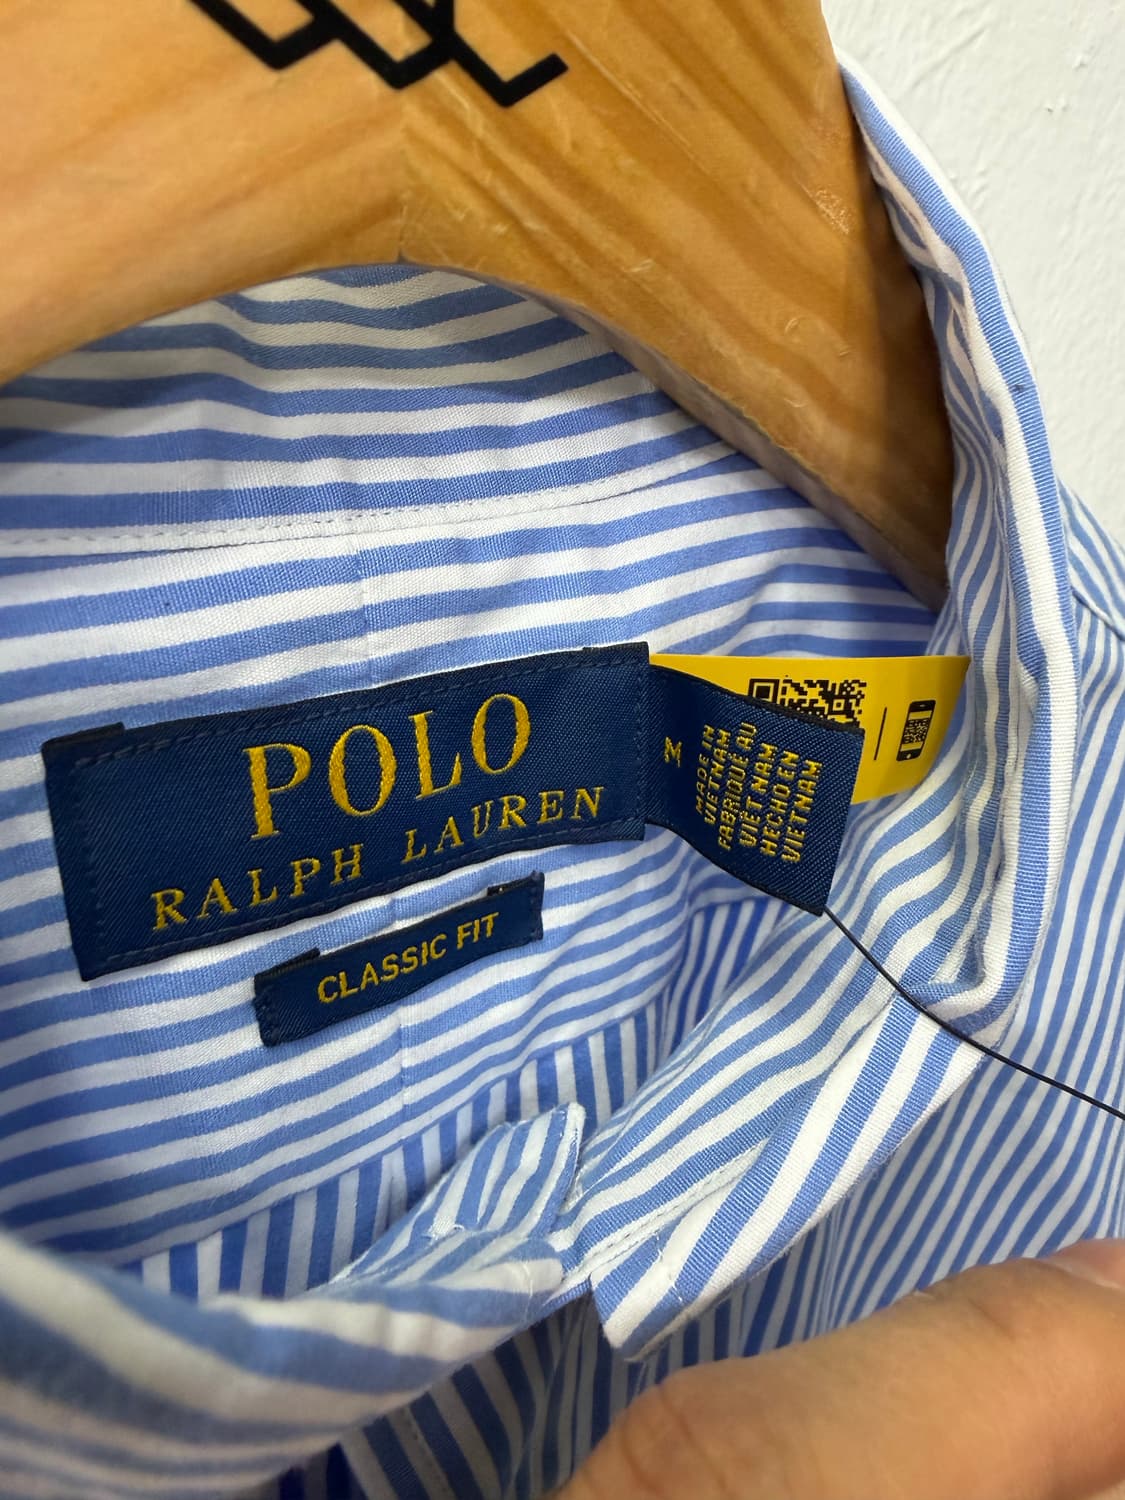 POLO
RALPH LAUREN
CLASSIC FIT
M
MADE IN
VIETNAM
FABRIQUÉ AU
VIET NAM
HECHO EN
VIETNAM